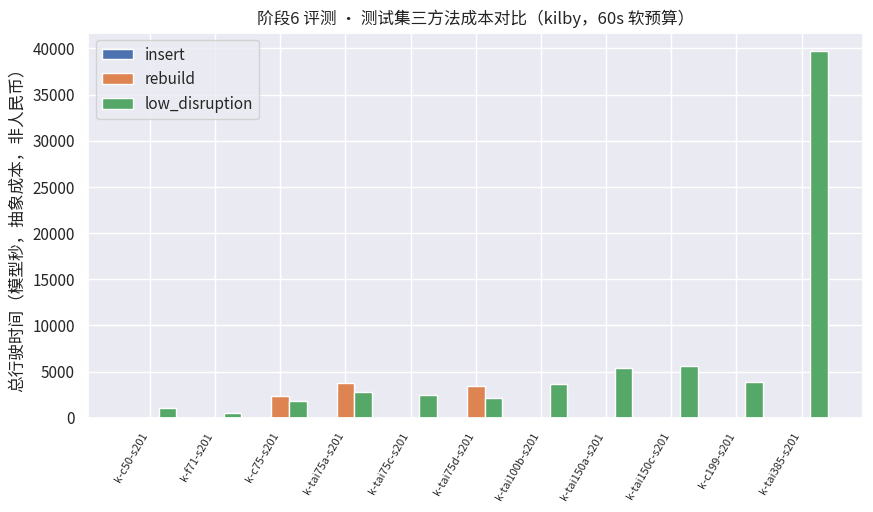 阶段6 评测 · 测试集三方法成本对比（kilby，60s 软预算）
总行驶时间（模型秒，抽象成本，非人民币）
40000
35000
30000
25000
20000
15000
10000
5000
0
insert
rebuild
low_disruption
k-c50-s201
k-f71-s201
k-c75-s201
k-tai75a-s201
k-tai75c-s201
k-tai75d-s201
k-tai100b-s201
k-tai150a-s201
k-tai150c-s201
k-c199-s201
k-tai385-s201